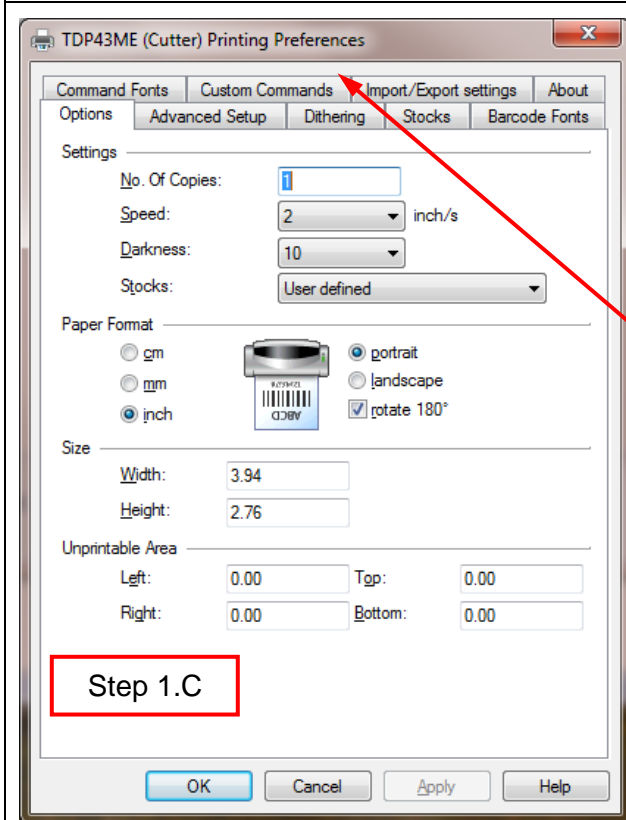 TDP43ME (Cutter) Printing Preferences
Command Fonts Custom Commands Import/Export settings About
Options Advanced Setup Dithering Stocks Barcode Fonts
Settings
No. Of Copies: 1
Speed: 2 inch/s
Darkness: 10
Stocks: User defined
Paper Format
cm portrait
mm landscape
inch rotate 180°
ABCD
Size
Width: 3.94
Height: 2.76
Unprintable Area
Left: 0.00 Top: 0.00
Right: 0.00 Bottom: 0.00
Step 1.C
OK Cancel Apply Help